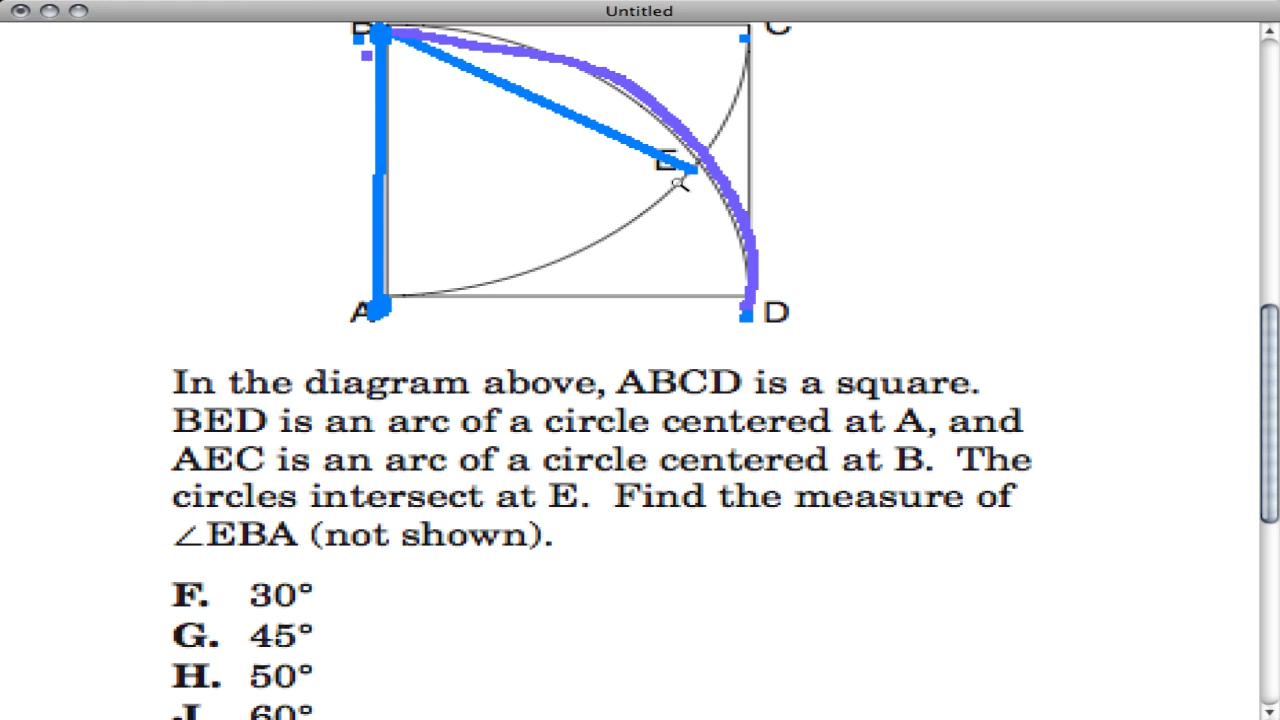 Untitled
B
C
E
A
D
In the diagram above, ABCD is a square.
BED is an arc of a circle centered at A, and
AEC is an arc of a circle centered at B. The
circles intersect at E. Find the measure of
∠EBA (not shown).
F. 30°
G. 45°
H. 50°
J. 60°